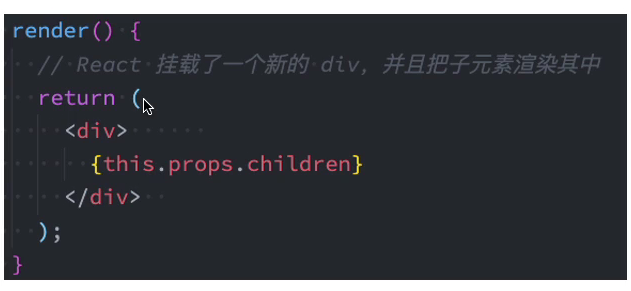 render() {
  // React 挂载了一个新的 div，并且把子元素渲染其中
  return (
    <div>
      {this.props.children}
    </div>
  );
}